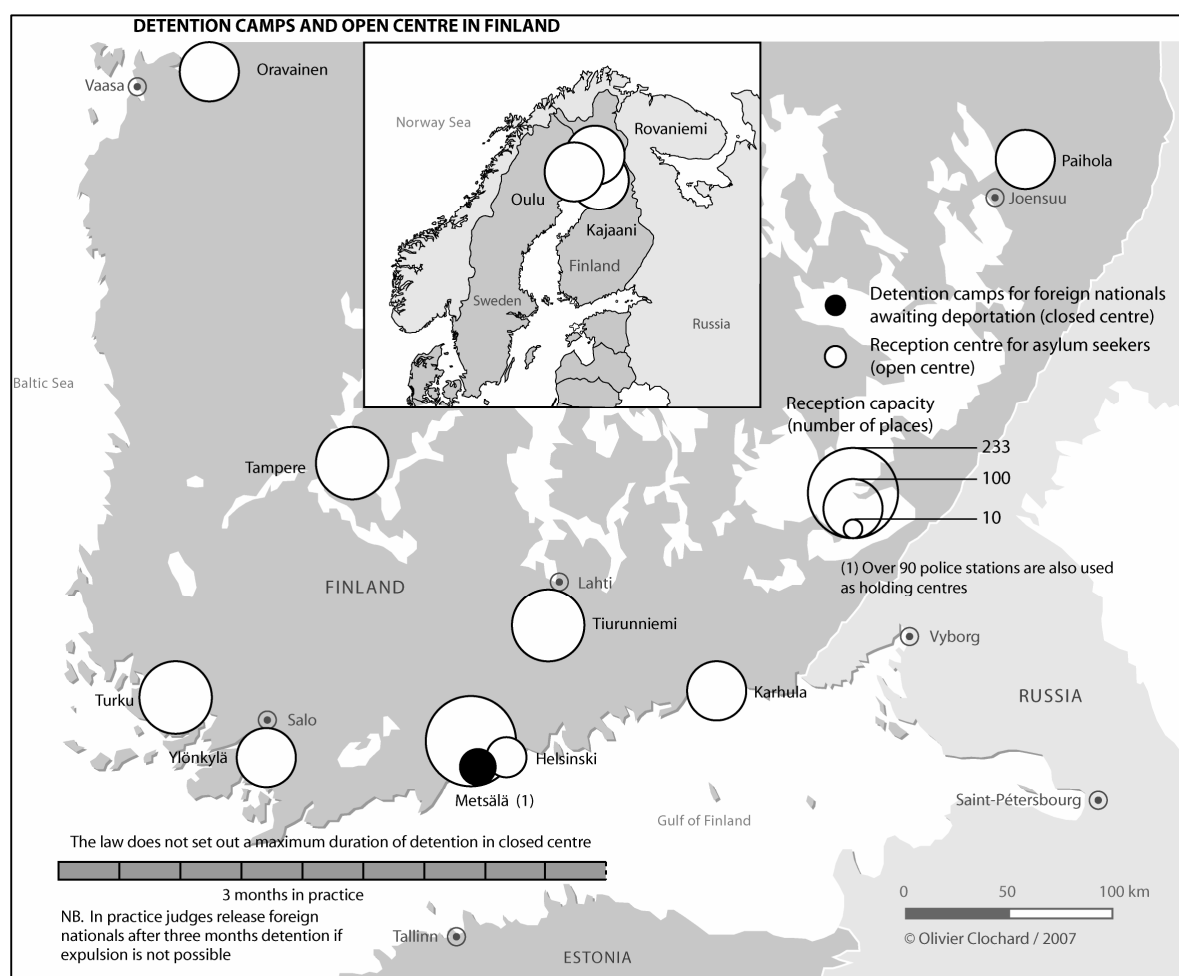 DETENTION CAMPS AND OPEN CENTRE IN FINLAND
Vaasa
Oravainen
Norway Sea
Rovaniemi
Oulu
Kajaani
Finland
Sweden
Russia
Paihola
Joensuu
Detention camps for foreign nationals
awaiting deportation (closed centre)
Reception centre for asylum seekers
(open centre)
Baltic Sea
Reception capacity
(number of places)
233
100
10
Tampere
(1) Over 90 police stations are also used
as holding centres
FINLAND
Lahti
Tiurunniemi
Vyborg
Turku
Karhula
RUSSIA
Salo
Ylönkylä
Helsinski
Metsälä (1)
Saint-Pétersbourg
Gulf of Finland
The law does not set out a maximum duration of detention in closed centre
3 months in practice
NB. In practice judges release foreign
nationals after three months detention if
expulsion is not possible
Tallinn
ESTONIA
0 50 100 km
© Olivier Clochard / 2007